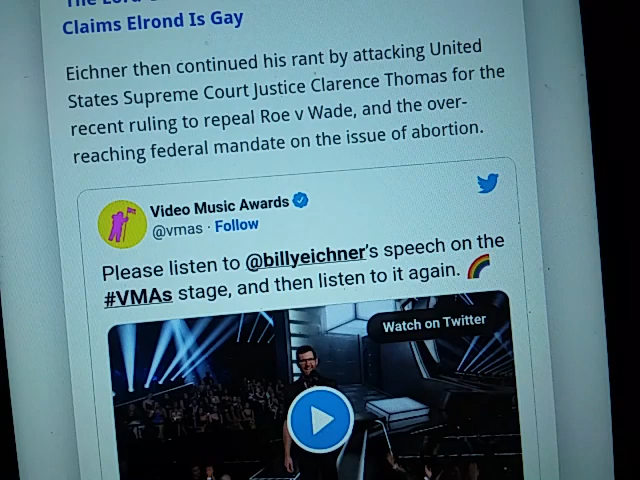 The Lord
Claims Elrond Is Gay
Eichner then continued his rant by attacking United
States Supreme Court Justice Clarence Thomas for the
recent ruling to repeal Roe v Wade, and the over-
reaching federal mandate on the issue of abortion.
Video Music Awards
@vmas · Follow
Please listen to @billyeichner's speech on the
#VMAs stage, and then listen to it again. 🌈
Watch on Twitter